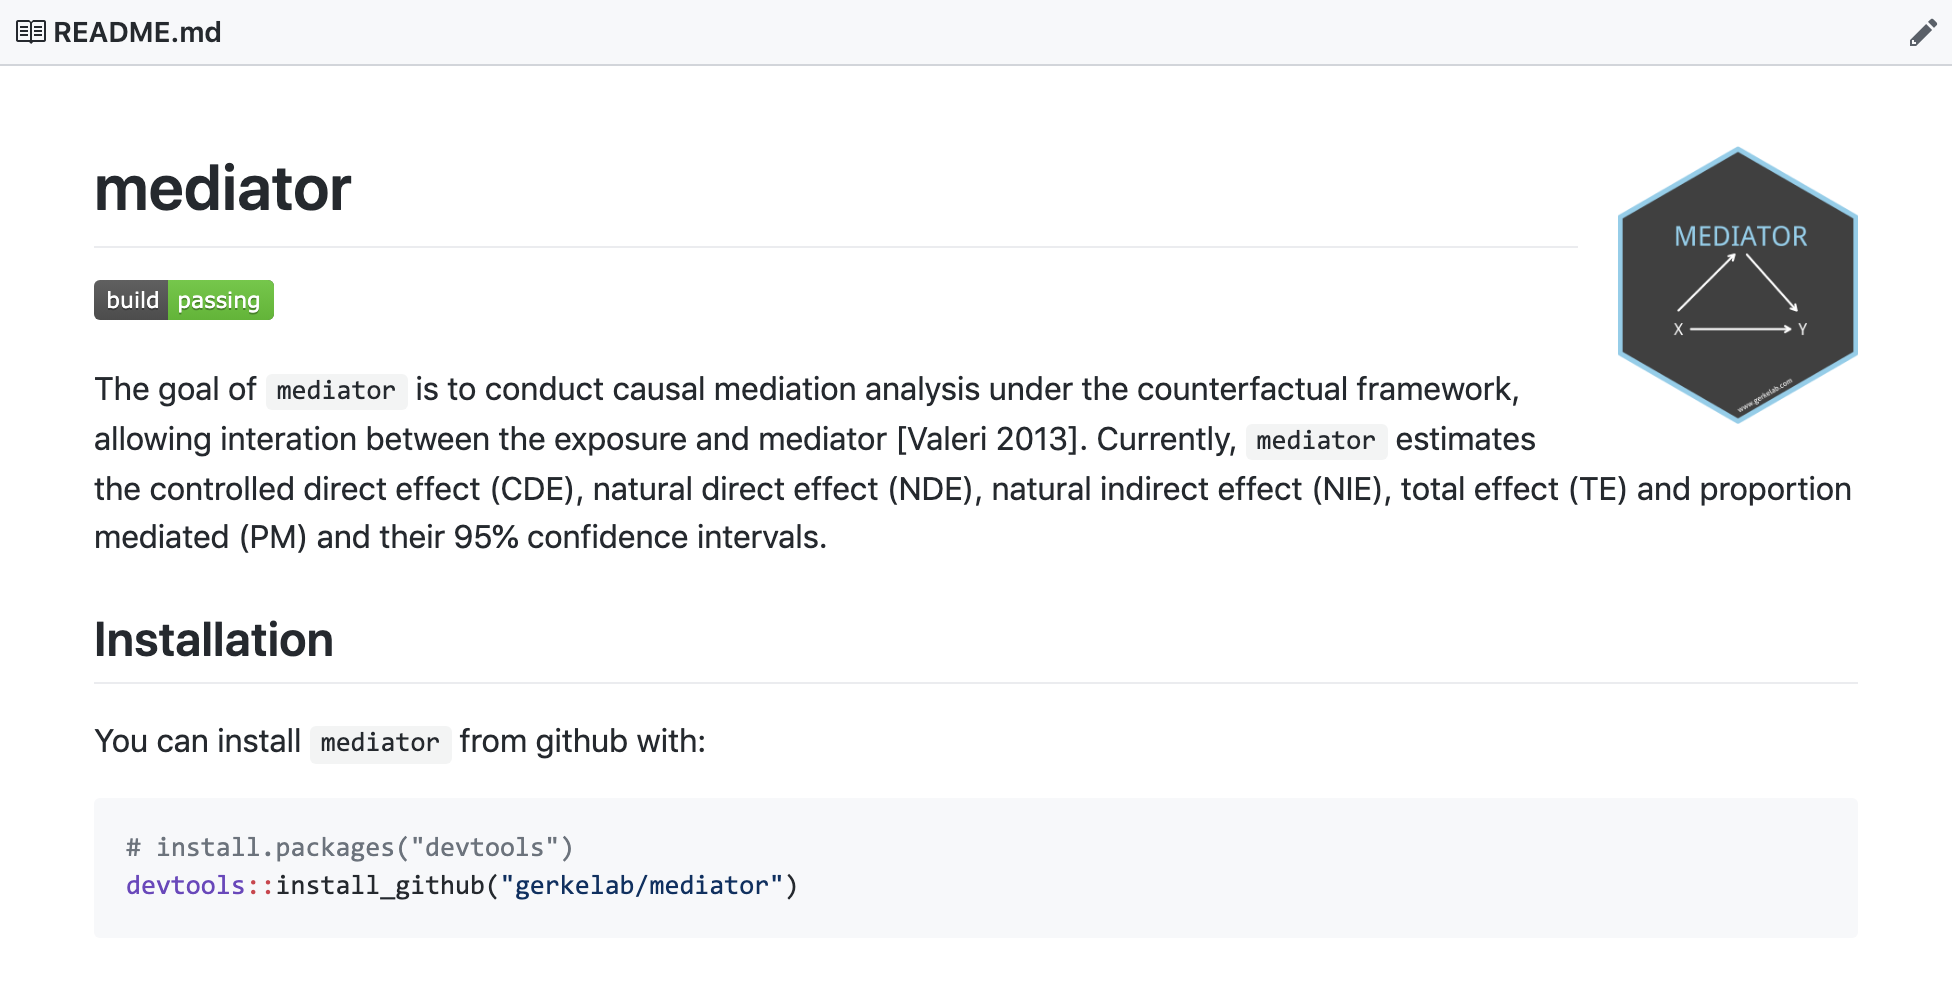 README.md
mediator
build passing
MEDIATOR
X Y
www.gerkelab.com
The goal of mediator is to conduct causal mediation analysis under the counterfactual framework,
allowing interation between the exposure and mediator [Valeri 2013]. Currently, mediator estimates
the controlled direct effect (CDE), natural direct effect (NDE), natural indirect effect (NIE), total effect (TE) and proportion
mediated (PM) and their 95% confidence intervals.
Installation
You can install mediator from github with:
# install.packages("devtools")
devtools::install_github("gerkelab/mediator")